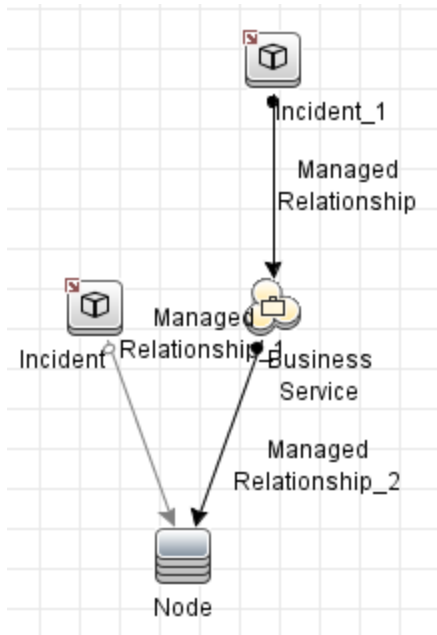 Incident_1
Managed
Relationship
Managed
Relationship_1
Incident
Business
Service
Managed
Relationship_2
Node